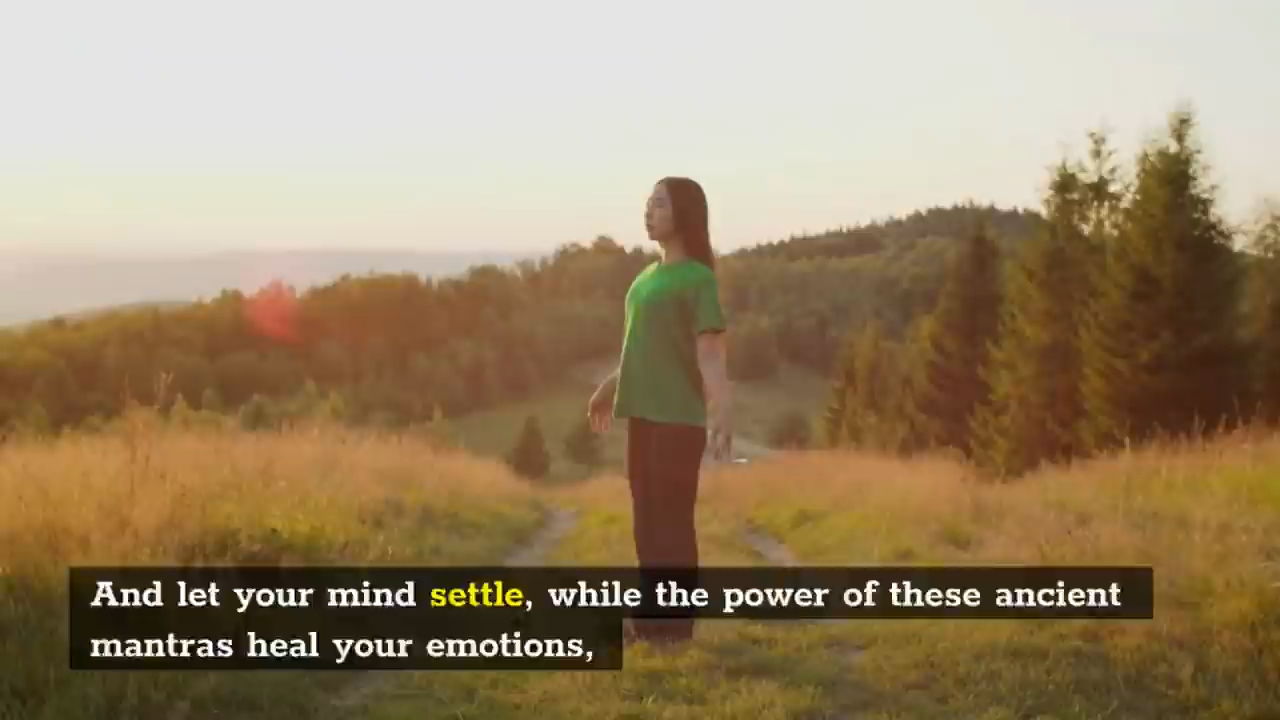 And let your mind settle, while the power of these ancient
mantras heal your emotions,